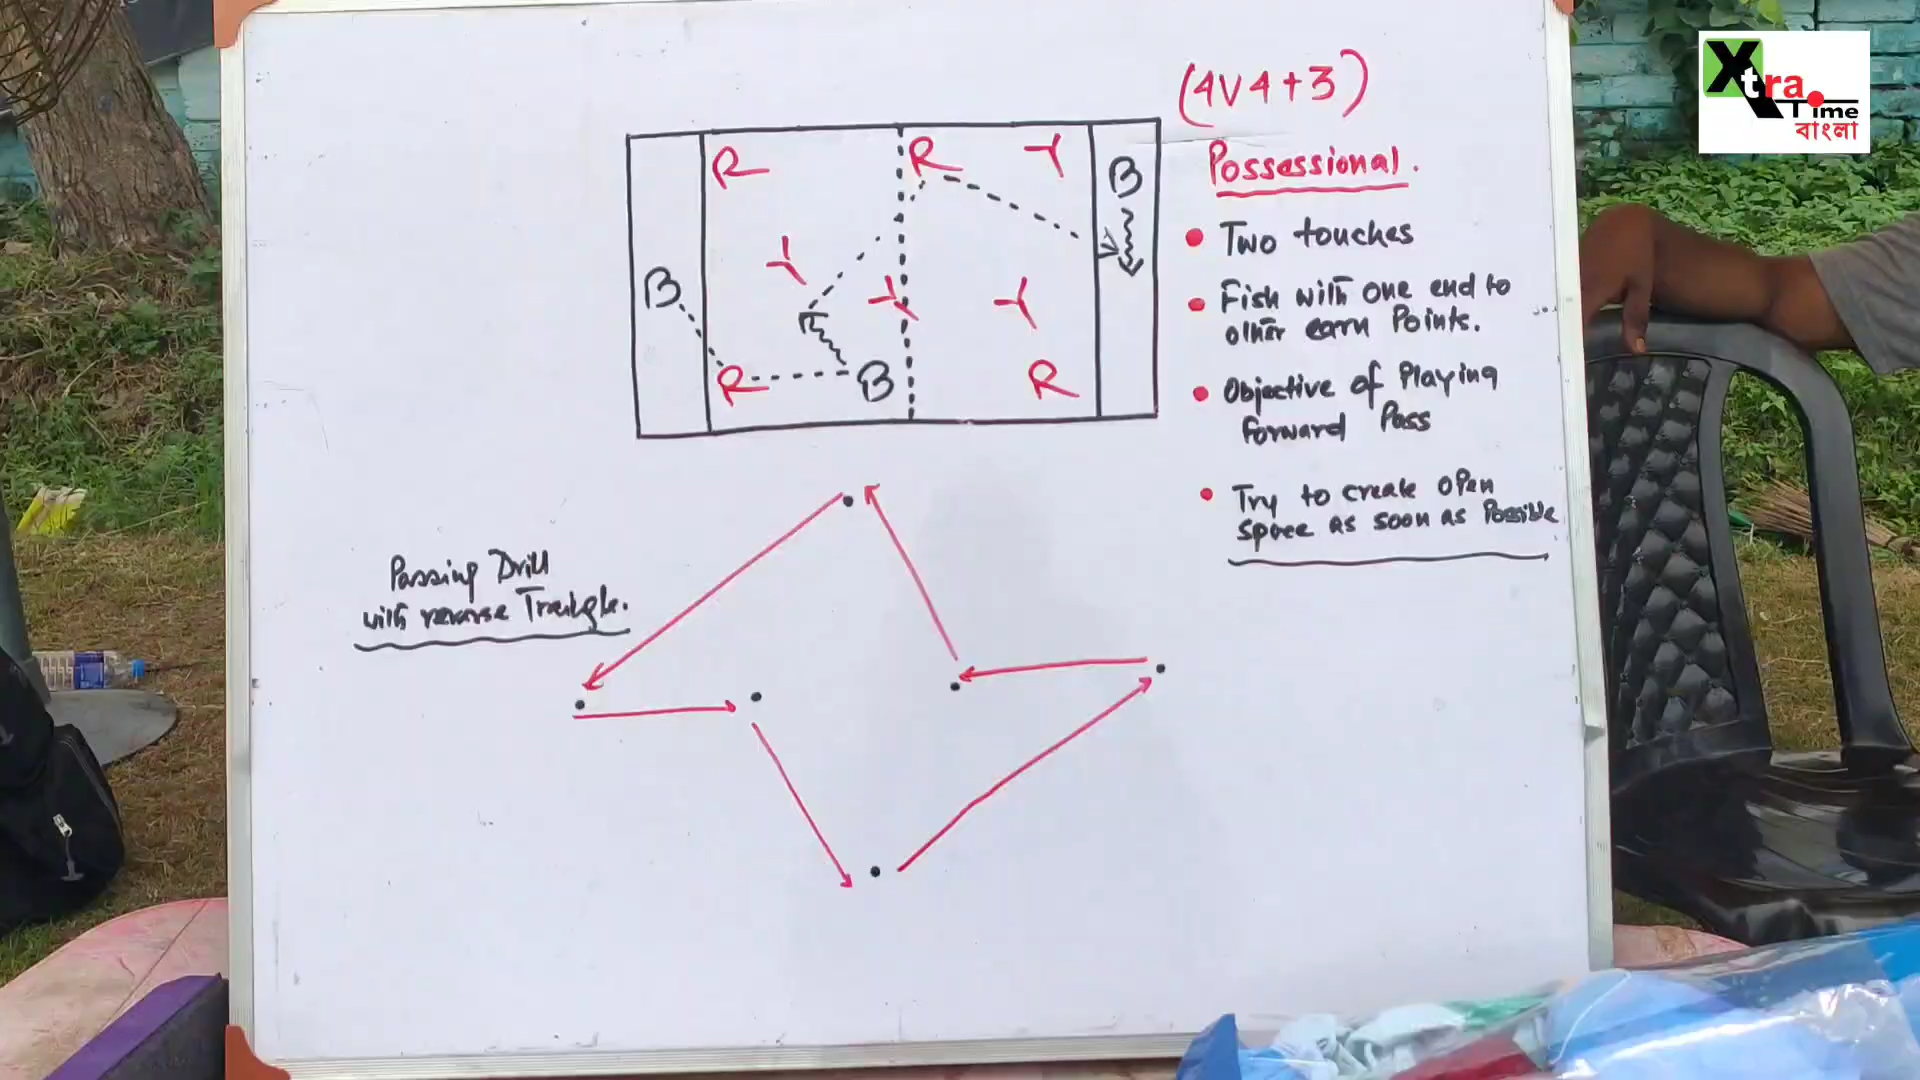 Xtra
Time
বাংলা
(4V4+3)
Possessional.
R R Y B
Y
B Y Y
R B R
• Two touches
• Fish with one end to
other earn Points.
• Objective of Playing
forward Pass
• Try to create open
space as soon as Possible
Passing Drill
with reverse